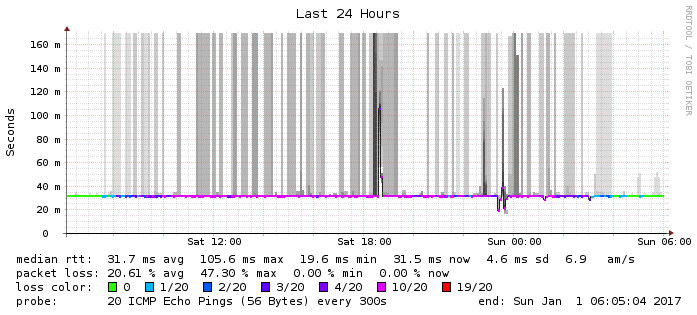 Last 24 Hours
RRDTOOL / TOBI OETIKER
Seconds
160 m
140 m
120 m
100 m
80 m
60 m
40 m
20 m
0
Sat 12:00 Sat 18:00 Sun 00:00 Sun 06:00
median rtt: 31.7 ms avg 105.6 ms max 19.6 ms min 31.5 ms now 4.6 ms sd 6.9 am/s
packet loss: 20.61 % avg 47.30 % max 0.00 % min 0.00 % now
loss color: 0 1/20 2/20 3/20 4/20 10/20 19/20
probe: 20 ICMP Echo Pings (56 Bytes) every 300s end: Sun Jan 1 06:05:04 2017